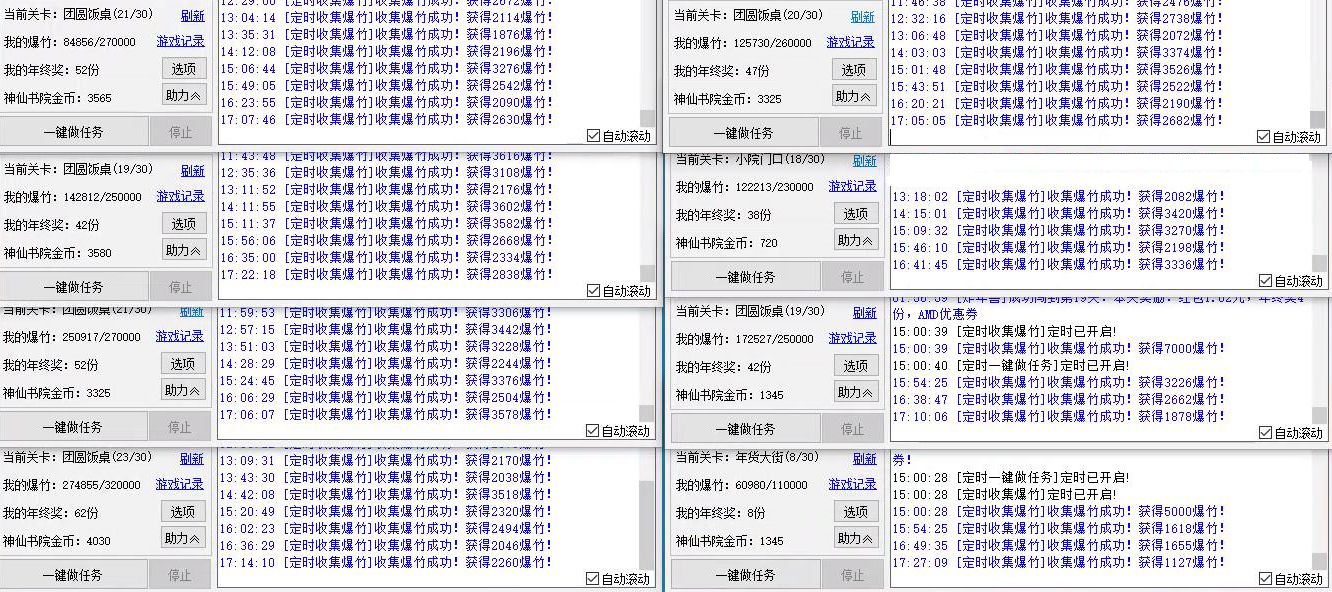 当前关卡：团圆饭桌(21/30) 刷新
我的爆竹：84856/270000 游戏记录
我的年终奖：52份 选项
神仙书院金币：3565 助力
一键做任务 停止
12:29:00 [定时收集爆竹]收集爆竹成功！获得2672爆竹！
13:04:14 [定时收集爆竹]收集爆竹成功！获得2114爆竹！
13:35:31 [定时收集爆竹]收集爆竹成功！获得1876爆竹！
14:12:08 [定时收集爆竹]收集爆竹成功！获得2196爆竹！
15:06:44 [定时收集爆竹]收集爆竹成功！获得3276爆竹！
15:49:05 [定时收集爆竹]收集爆竹成功！获得2542爆竹！
16:23:55 [定时收集爆竹]收集爆竹成功！获得2090爆竹！
17:07:46 [定时收集爆竹]收集爆竹成功！获得2630爆竹！
自动滚动
当前关卡：团圆饭桌(20/30) 刷新
我的爆竹：125730/260000 游戏记录
我的年终奖：47份 选项
神仙书院金币：3325 助力
一键做任务 停止
11:46:38 [定时收集爆竹]收集爆竹成功！获得2476爆竹！
12:32:16 [定时收集爆竹]收集爆竹成功！获得2738爆竹！
13:06:48 [定时收集爆竹]收集爆竹成功！获得2072爆竹！
14:03:03 [定时收集爆竹]收集爆竹成功！获得3374爆竹！
15:01:48 [定时收集爆竹]收集爆竹成功！获得3526爆竹！
15:43:51 [定时收集爆竹]收集爆竹成功！获得2522爆竹！
16:20:21 [定时收集爆竹]收集爆竹成功！获得2190爆竹！
17:05:05 [定时收集爆竹]收集爆竹成功！获得2682爆竹！
自动滚动
当前关卡：团圆饭桌(19/30) 刷新
我的爆竹：142812/250000 游戏记录
我的年终奖：42份 选项
神仙书院金币：3580 助力
一键做任务 停止
11:43:48 [定时收集爆竹]收集爆竹成功！获得3616爆竹！
12:35:36 [定时收集爆竹]收集爆竹成功！获得3108爆竹！
13:11:52 [定时收集爆竹]收集爆竹成功！获得2176爆竹！
14:11:55 [定时收集爆竹]收集爆竹成功！获得3602爆竹！
15:11:37 [定时收集爆竹]收集爆竹成功！获得3582爆竹！
15:56:06 [定时收集爆竹]收集爆竹成功！获得2668爆竹！
16:35:00 [定时收集爆竹]收集爆竹成功！获得2334爆竹！
17:22:18 [定时收集爆竹]收集爆竹成功！获得2838爆竹！
自动滚动
当前关卡：小院门口(18/30) 刷新
我的爆竹：122213/230000 游戏记录
我的年终奖：38份 选项
神仙书院金币：720 助力
一键做任务 停止
13:18:02 [定时收集爆竹]收集爆竹成功！获得2082爆竹！
14:15:01 [定时收集爆竹]收集爆竹成功！获得3420爆竹！
15:09:32 [定时收集爆竹]收集爆竹成功！获得3270爆竹！
15:46:10 [定时收集爆竹]收集爆竹成功！获得2198爆竹！
16:41:45 [定时收集爆竹]收集爆竹成功！获得3336爆竹！
自动滚动
当前关卡：团圆饭桌(21/30) 刷新
我的爆竹：250917/270000 游戏记录
我的年终奖：52份 选项
神仙书院金币：3325 助力
一键做任务 停止
11:59:53 [定时收集爆竹]收集爆竹成功！获得3306爆竹！
12:57:15 [定时收集爆竹]收集爆竹成功！获得3442爆竹！
13:51:03 [定时收集爆竹]收集爆竹成功！获得3228爆竹！
14:28:29 [定时收集爆竹]收集爆竹成功！获得2244爆竹！
15:24:45 [定时收集爆竹]收集爆竹成功！获得3376爆竹！
16:06:29 [定时收集爆竹]收集爆竹成功！获得2504爆竹！
17:06:07 [定时收集爆竹]收集爆竹成功！获得3578爆竹！
自动滚动
当前关卡：团圆饭桌(19/30) 刷新
我的爆竹：172527/250000 游戏记录
我的年终奖：42份 选项
神仙书院金币：1345 助力
一键做任务 停止
份，AMD优惠券
15:00:39 [定时收集爆竹]定时已开启！
15:00:39 [定时收集爆竹]收集爆竹成功！获得7000爆竹！
15:00:40 [定时一键做任务]定时已开启！
15:54:25 [定时收集爆竹]收集爆竹成功！获得3226爆竹！
16:38:47 [定时收集爆竹]收集爆竹成功！获得2662爆竹！
17:10:06 [定时收集爆竹]收集爆竹成功！获得1878爆竹！
自动滚动
当前关卡：团圆饭桌(23/30) 刷新
我的爆竹：274855/320000 游戏记录
我的年终奖：62份 选项
神仙书院金币：4030 助力
一键做任务 停止
13:09:31 [定时收集爆竹]收集爆竹成功！获得2170爆竹！
13:43:30 [定时收集爆竹]收集爆竹成功！获得2038爆竹！
14:42:08 [定时收集爆竹]收集爆竹成功！获得3518爆竹！
15:20:49 [定时收集爆竹]收集爆竹成功！获得2320爆竹！
16:02:23 [定时收集爆竹]收集爆竹成功！获得2494爆竹！
16:36:29 [定时收集爆竹]收集爆竹成功！获得2046爆竹！
17:14:10 [定时收集爆竹]收集爆竹成功！获得2260爆竹！
自动滚动
当前关卡：年货大街(8/30) 刷新
我的爆竹：60980/110000 游戏记录
我的年终奖：8份 选项
神仙书院金币：1345 助力
一键做任务 停止
券！
15:00:28 [定时一键做任务]定时已开启！
15:00:28 [定时收集爆竹]定时已开启！
15:00:28 [定时收集爆竹]收集爆竹成功！获得5000爆竹！
15:54:25 [定时收集爆竹]收集爆竹成功！获得1618爆竹！
16:49:35 [定时收集爆竹]收集爆竹成功！获得1655爆竹！
17:27:09 [定时收集爆竹]收集爆竹成功！获得1127爆竹！
自动滚动